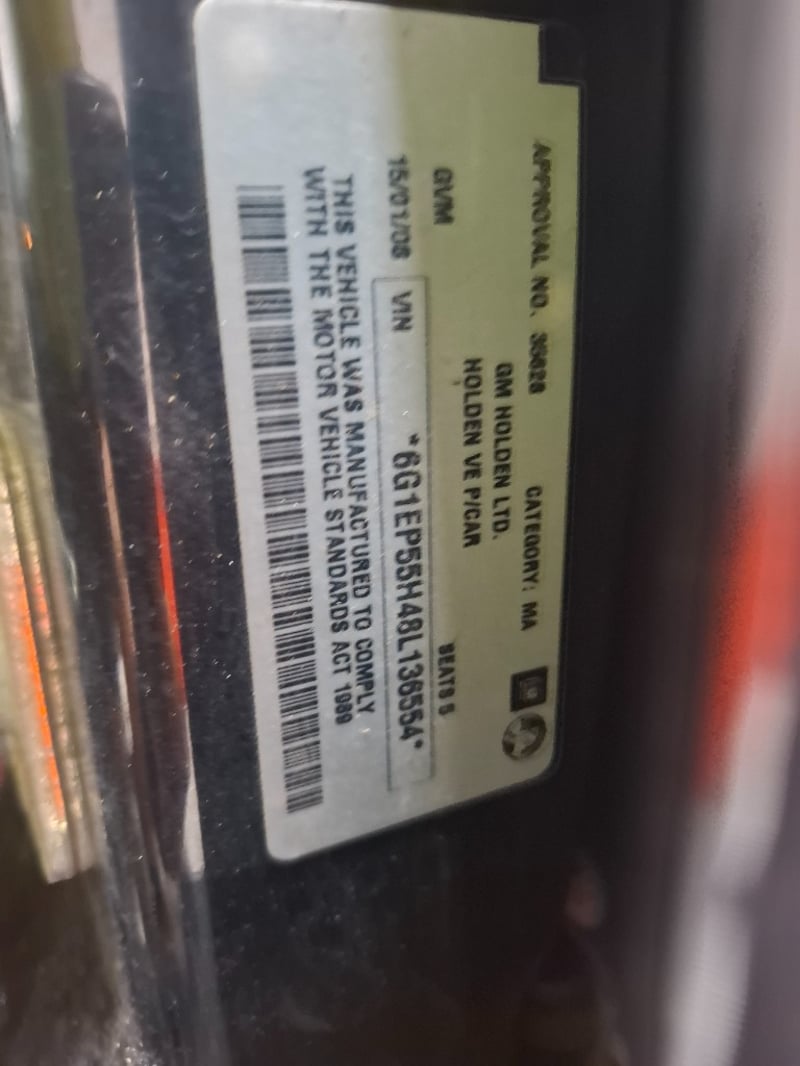 APPROVAL NO. 33626 CATEGORY: MA
GM HOLDEN LTD.
HOLDEN VE P/CAR
GVM SEATS 5
15/01/08 VIN *6G1EP55H48L136554*
THIS VEHICLE WAS MANUFACTURED TO COMPLY
WITH THE MOTOR VEHICLE STANDARDS ACT 1989